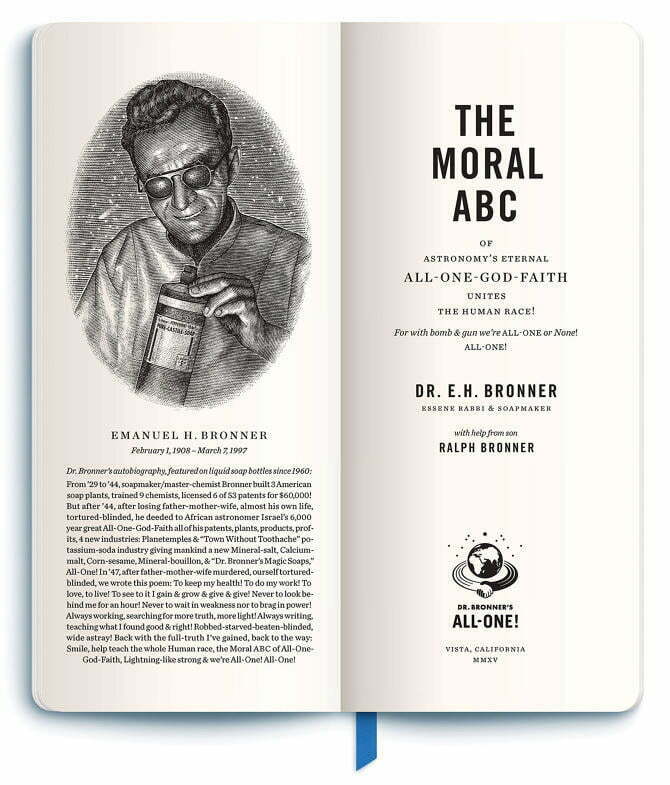 PURE-CASTILE SOAP
EMANUEL H. BRONNER
February 1, 1908 – March 7, 1997
Dr. Bronner's autobiography, featured on liquid soap bottles since 1960:
From '29 to '44, soapmaker/master-chemist Bronner built 3 American
soap plants, trained 9 chemists, licensed 6 of 53 patents for $60,000!
But after '44, after losing father-mother-wife, almost his own life,
tortured-blinded, he deeded to African astronomer Israel's 6,000
year great All-One-God-Faith all of his patents, plants, products, prof-
its, 4 new industries: Planetemples & "Town Without Toothache" po-
tassium-soda industry giving mankind a new Mineral-salt, Calcium-
malt, Corn-sesame, Mineral-bouillon, & "Dr. Bronner's Magic Soaps,"
All-One! In '47, after father-mother-wife murdered, ourself tortured-
blinded, we wrote this poem: To keep my health! To do my work! To
love, to live! To see to it I gain & grow & give & give! Never to look be-
hind me for an hour! Never to wait in weakness nor to brag in power!
Always working, searching for more truth, more light! Always writing,
teaching what I found good & right! Robbed-starved-beaten-blinded,
wide astray! Back with the full-truth I've gained, back to the way:
Smile, help teach the whole Human race, the Moral ABC of All-One-
God-Faith, Lightning-like strong & we're All-One! All-One!
THE
MORAL
ABC
OF
ASTRONOMY'S ETERNAL
ALL-ONE-GOD-FAITH
UNITES
THE HUMAN RACE!
For with bomb & gun we're ALL-ONE or None!
ALL-ONE!
DR. E.H. BRONNER
ESSENE RABBI & SOAPMAKER
with help from son
RALPH BRONNER
DR. BRONNER'S
ALL-ONE!
VISTA, CALIFORNIA
MMXV